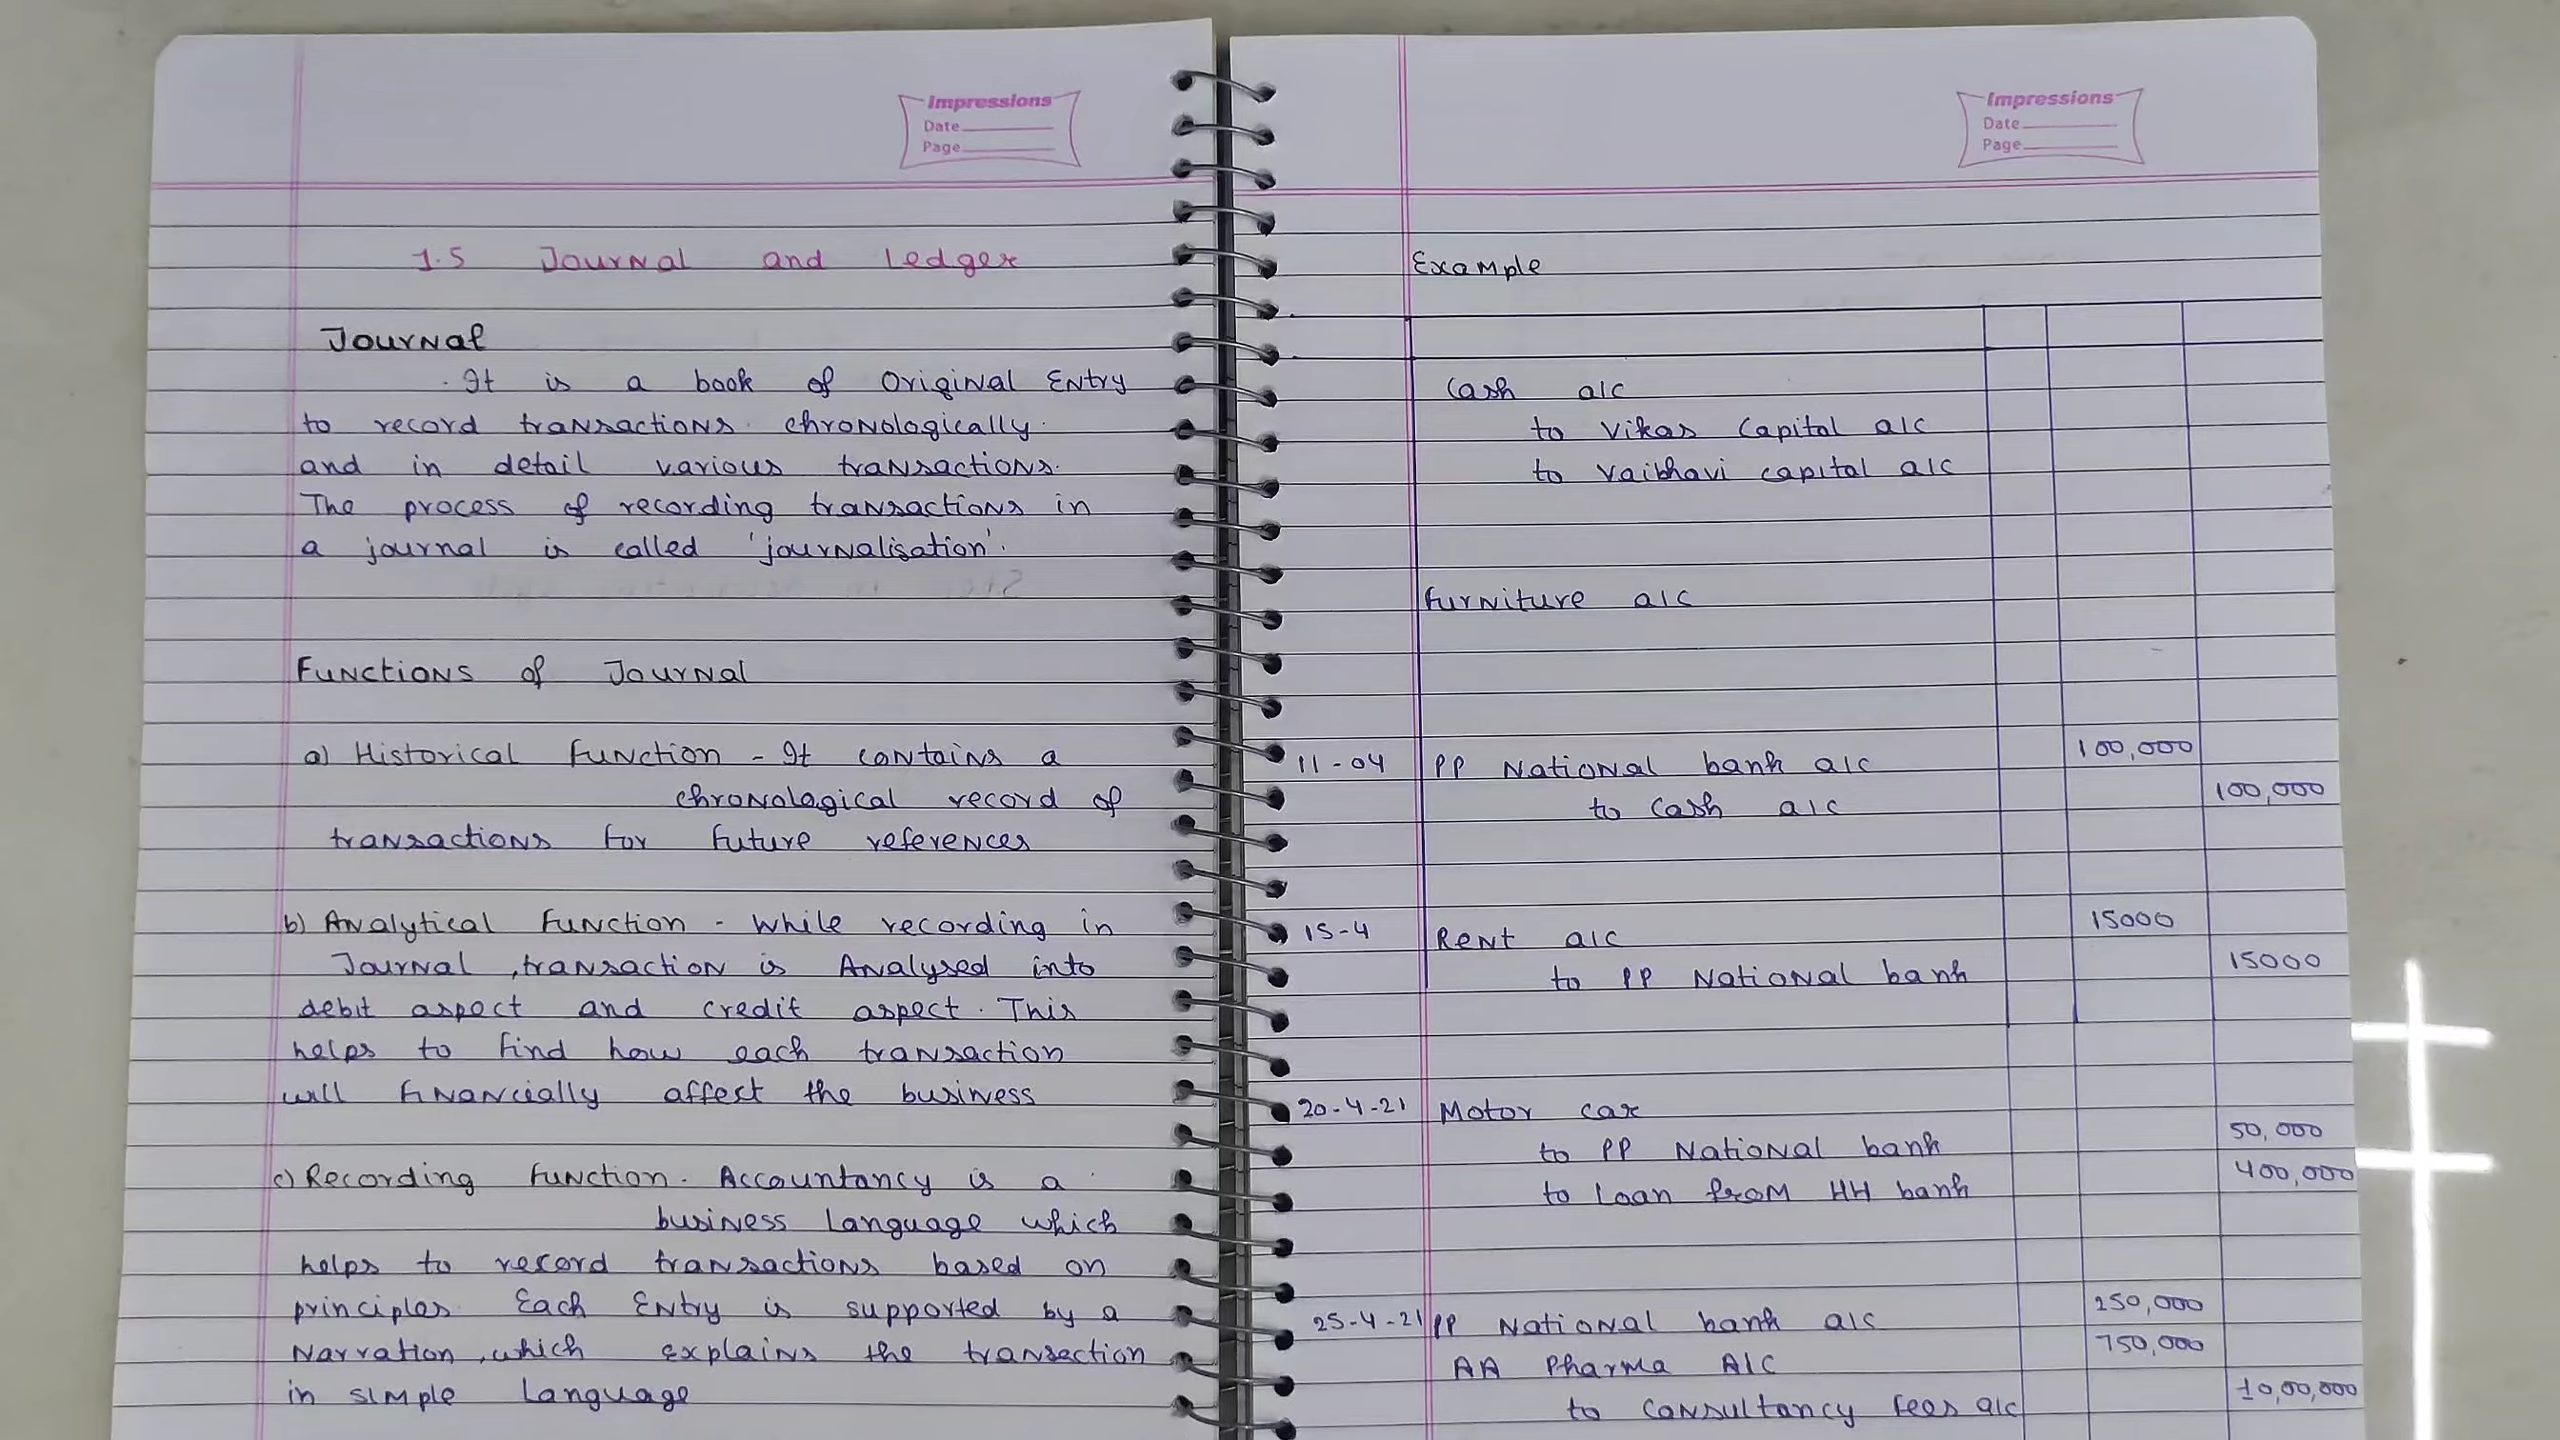 Impressions
Date
Page
1.5 Journal and Ledger
Journal
It is a book of Original Entry
to record transactions chronologically
and in detail various transactions.
The process of recording transactions in
a journal is called 'journalisation'.
Functions of Journal
a) Historical Function - It contains a
chronological record of
transactions for future references
b) Analytical Function - While recording in
Journal, transaction is Analysed into
debit aspect and credit aspect. This
helps to find how each transaction
will financially affect the business
c) Recording Function. Accountancy is a
business Language which
helps to record transactions based on
principles. Each Entry is supported by a
Narration, which explains the transaction
in simple Language
Impressions
Date
Page
Example
Cash a/c
to Vikas Capital a/c
to Vaibhavi capital a/c
Furniture a/c
11-04 PP National bank a/c 100,000
to Cash a/c 100,000
15-4 Rent a/c 15000
to PP National bank 15000
20-4-21 Motor car
to PP National bank 50,000
to Loan from HH bank 400,000
25-4-21 PP National bank a/c 250,000
AA Pharma A/C 750,000
to Consultancy Fees a/c 10,00,000